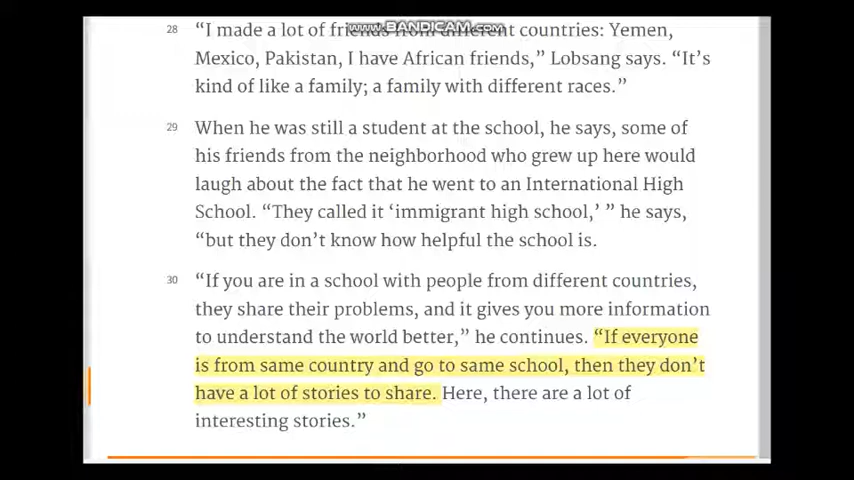 www.BANDICAM.com
28 “I made a lot of friends from different countries: Yemen,
Mexico, Pakistan, I have African friends,” Lobsang says. “It’s
kind of like a family; a family with different races.”
29 When he was still a student at the school, he says, some of
his friends from the neighborhood who grew up here would
laugh about the fact that he went to an International High
School. “They called it ‘immigrant high school,’ ” he says,
“but they don’t know how helpful the school is.
30 “If you are in a school with people from different countries,
they share their problems, and it gives you more information
to understand the world better,” he continues. “If everyone
is from same country and go to same school, then they don’t
have a lot of stories to share. Here, there are a lot of
interesting stories.”